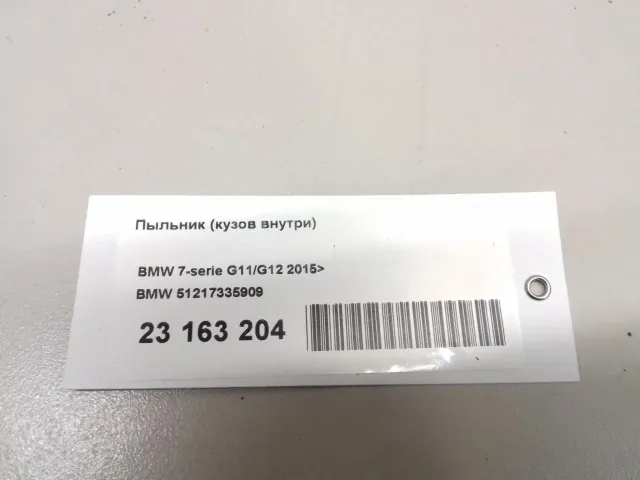 Пыльник (кузов внутри)
BMW 7-serie G11/G12 2015>
BMW 51217335909
23 163 204